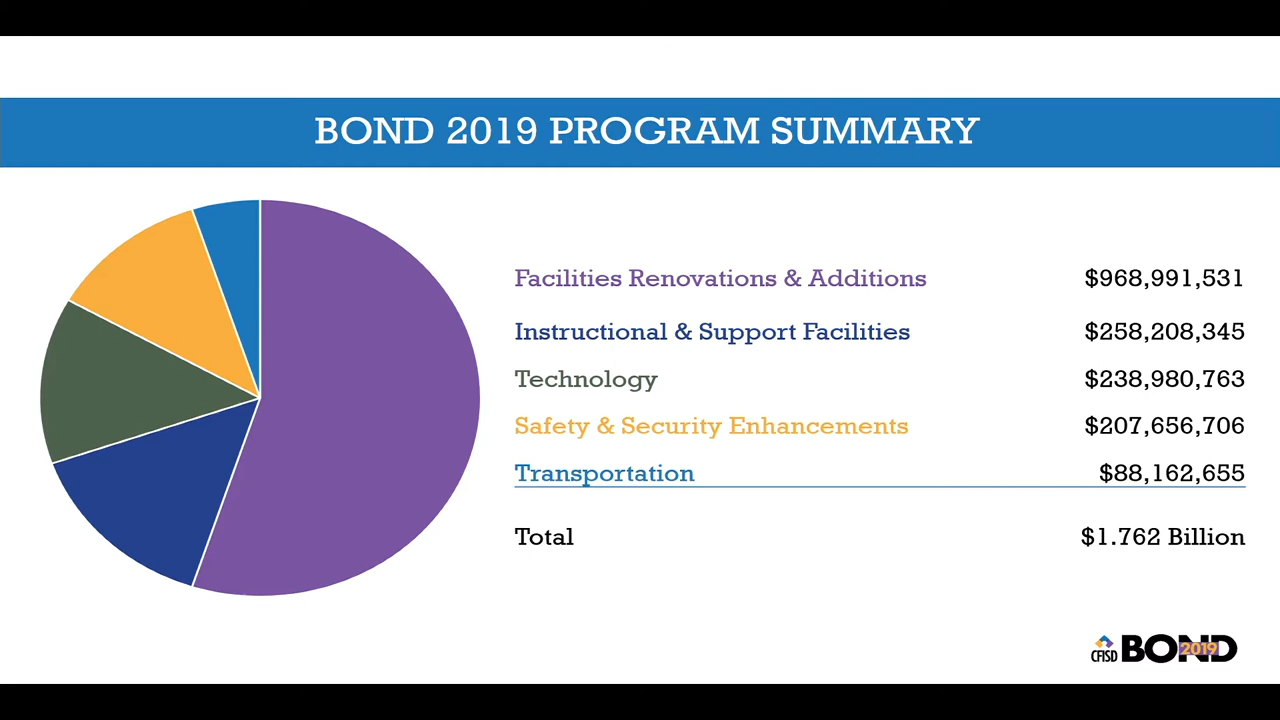 BOND 2019 PROGRAM SUMMARY
Facilities Renovations & Additions $968,991,531
Instructional & Support Facilities $258,208,345
Technology $238,980,763
Safety & Security Enhancements $207,656,706
Transportation $88,162,655
Total $1.762 Billion
CFISD BOND 2019